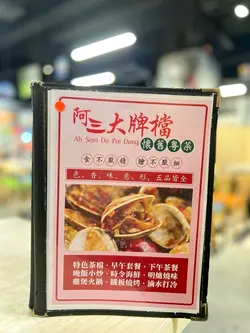 阿三大牌檔
Ah Sam Da Pai Dong
懷舊粵菜
食不厭精 膾不厭細
色、香、味、意、形，五品皆全
特色茶檔·早午套餐·下午茶餐
晚飯小炒·時令海鮮·明爐燒味
雞煲火鍋·鐵板燒烤·滷水打冷